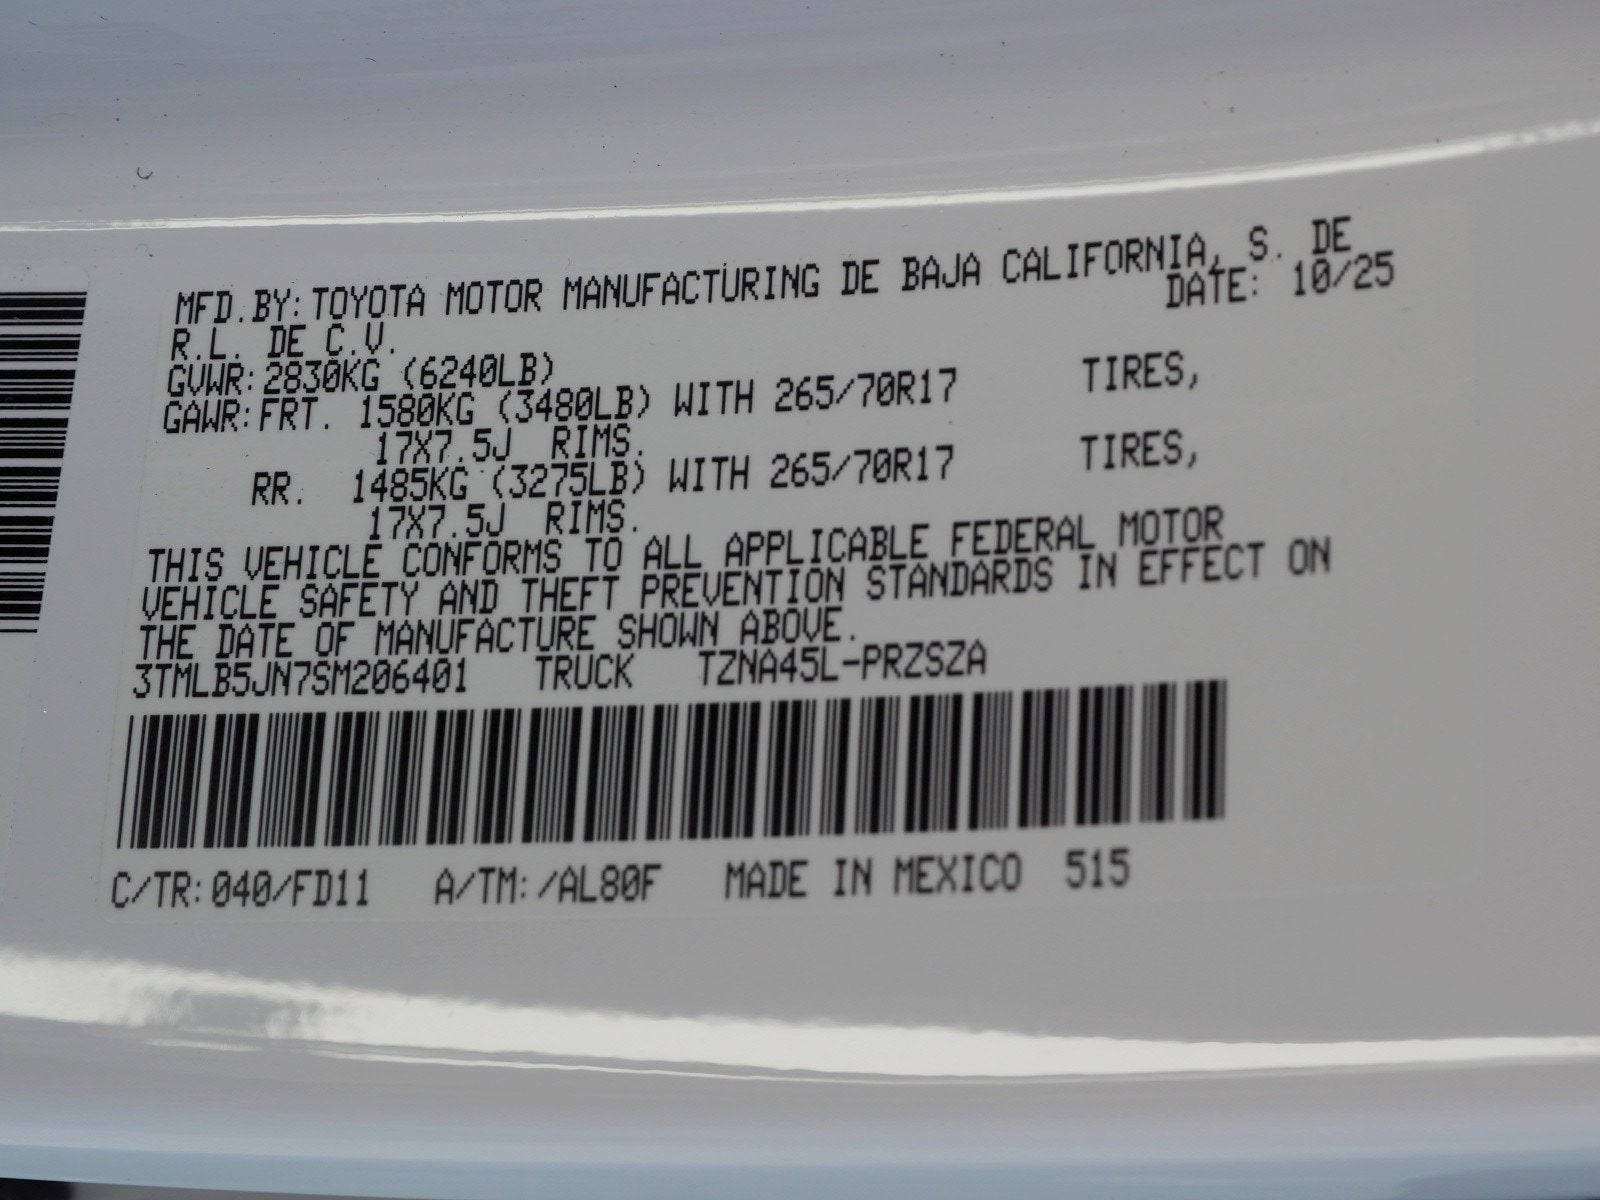 MFD.BY:TOYOTA MOTOR MANUFACTURING DE BAJA CALIFORNIA, S. DE
R.L. DE C.V. DATE: 10/25
GVWR:2830KG (6240LB)
GAWR:FRT. 1580KG (3480LB) WITH 265/70R17 TIRES,
17X7.5J RIMS.
RR. 1485KG (3275LB) WITH 265/70R17 TIRES,
17X7.5J RIMS.
THIS VEHICLE CONFORMS TO ALL APPLICABLE FEDERAL MOTOR
VEHICLE SAFETY AND THEFT PREVENTION STANDARDS IN EFFECT ON
THE DATE OF MANUFACTURE SHOWN ABOVE.
3TMLB5JN7SM206401 TRUCK TZNA45L-PRZSZA
C/TR:040/FD11 A/TM:/AL80F MADE IN MEXICO 515